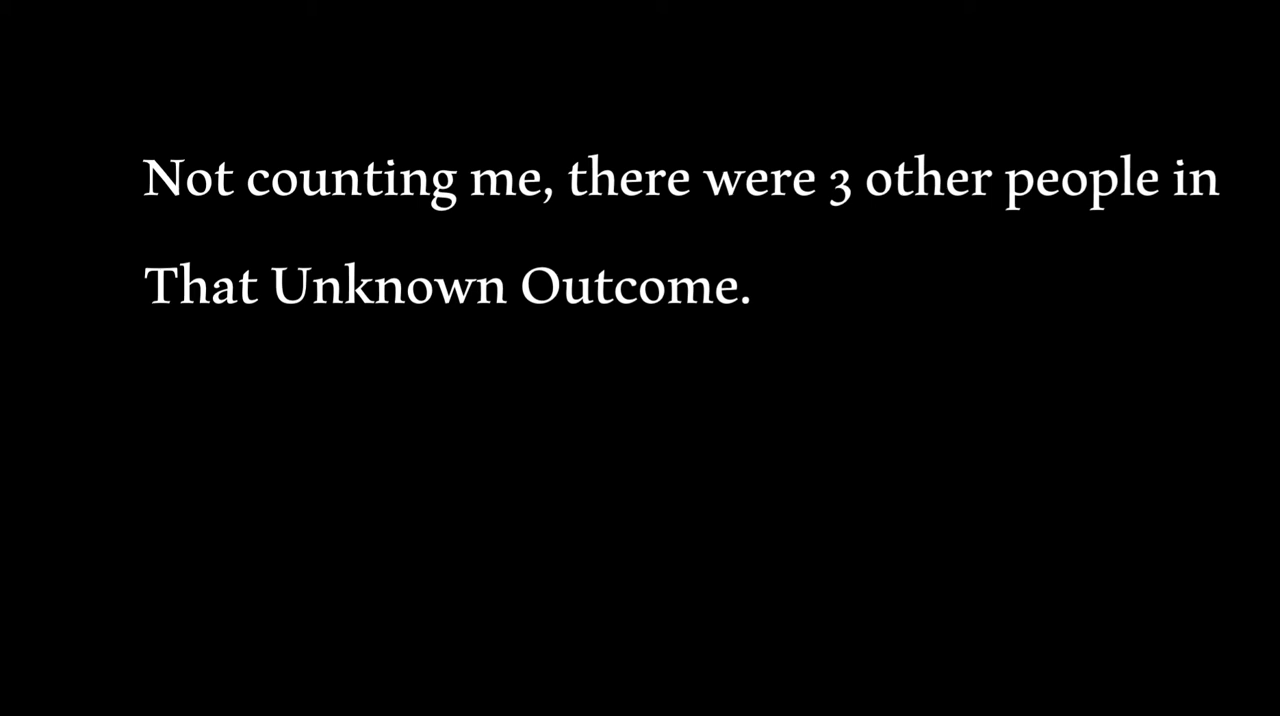 Not counting me, there were 3 other people in
That Unknown Outcome.